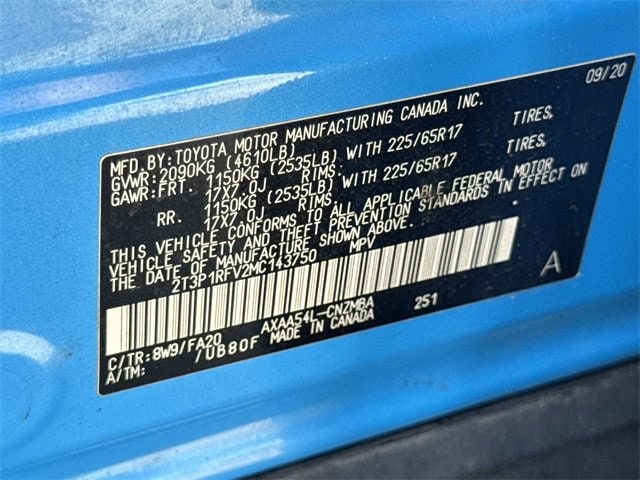 09/20
MFD.BY:TOYOTA MOTOR MANUFACTURING CANADA INC.
GVWR:2090KG (4610LB)
GAWR:FRT. 1150KG (2535LB) WITH 225/65R17 TIRES,
17X7.0J RIMS,
RR. 1150KG (2535LB) WITH 225/65R17 TIRES,
17X7.0J RIMS,
THIS VEHICLE CONFORMS TO ALL APPLICABLE FEDERAL MOTOR
VEHICLE SAFETY AND THEFT PREVENTION STANDARDS IN EFFECT ON
THE DATE OF MANUFACTURE SHOWN ABOVE.
2T3P1RFV2MC143750 MPV
A
C/TR:8W9/FA20 AXAA54L-CNZMBA 251
A/TM: /UB80F MADE IN CANADA